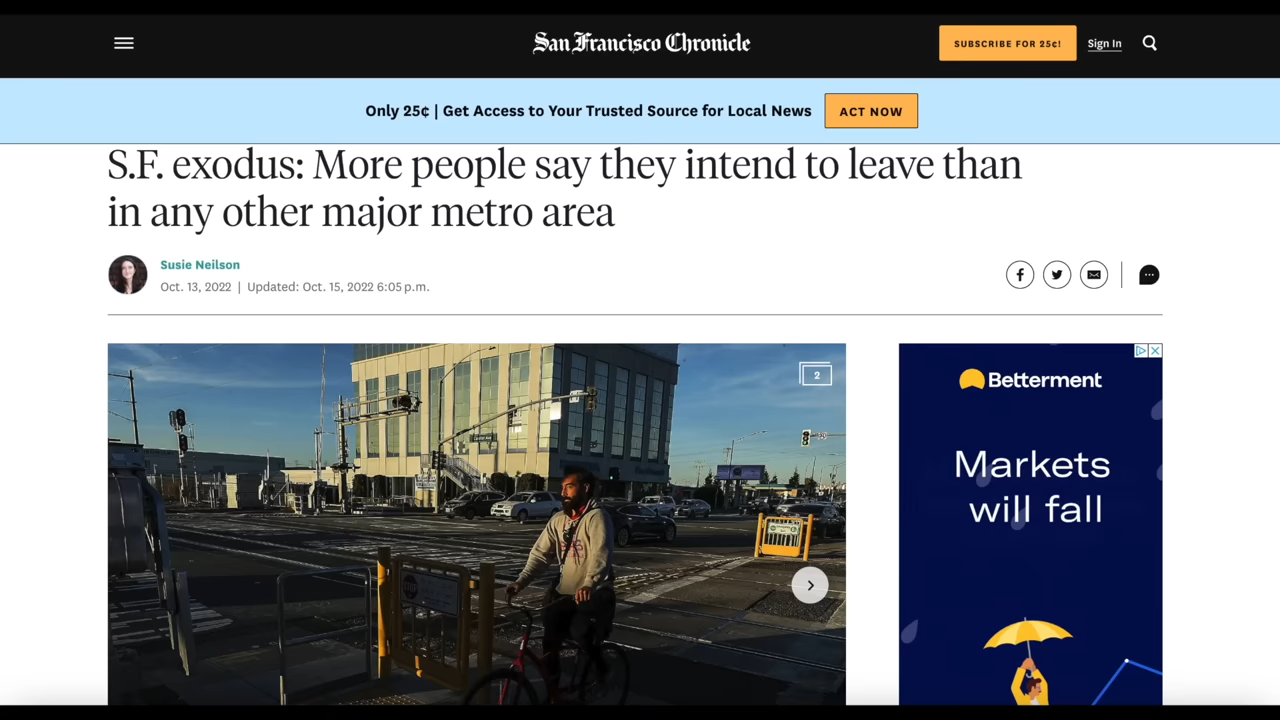 San Francisco Chronicle
SUBSCRIBE FOR 25¢!
Sign In
Only 25¢ | Get Access to Your Trusted Source for Local News
ACT NOW
S.F. exodus: More people say they intend to leave than
in any other major metro area
Susie Neilson
Oct. 13, 2022 | Updated: Oct. 15, 2022 6:05 p.m.
2
Betterment
Markets
will fall